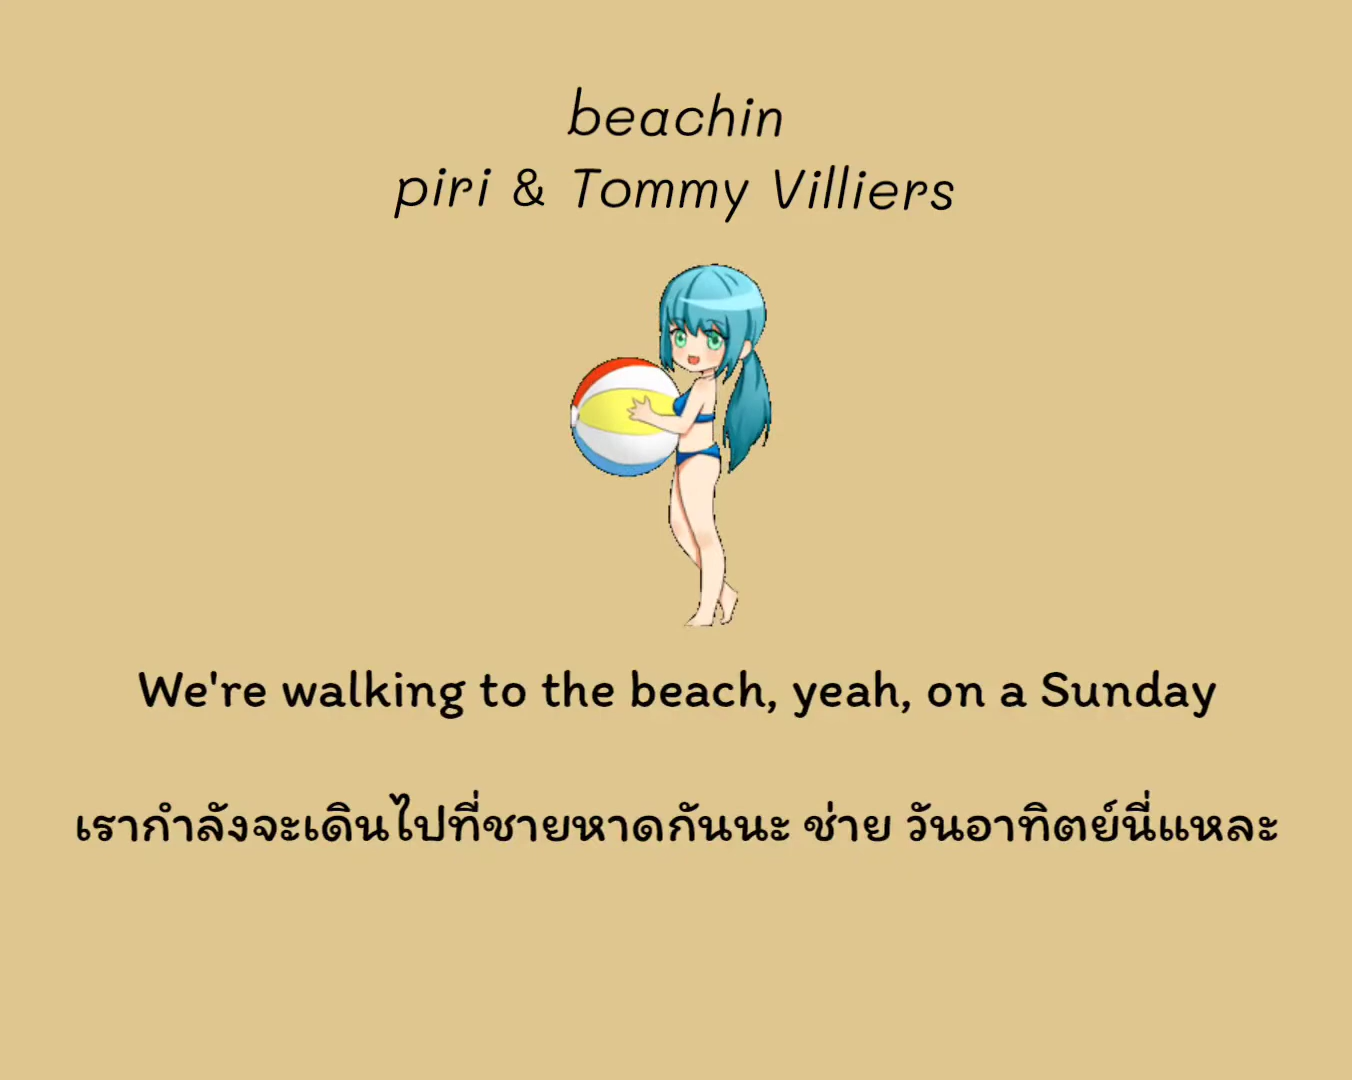 beachin
piri & Tommy Villiers
We're walking to the beach, yeah, on a Sunday
เรากำลังจะเดินไปที่ชายหาดกันนะ ช่าย วันอาทิตย์นี่แหละ